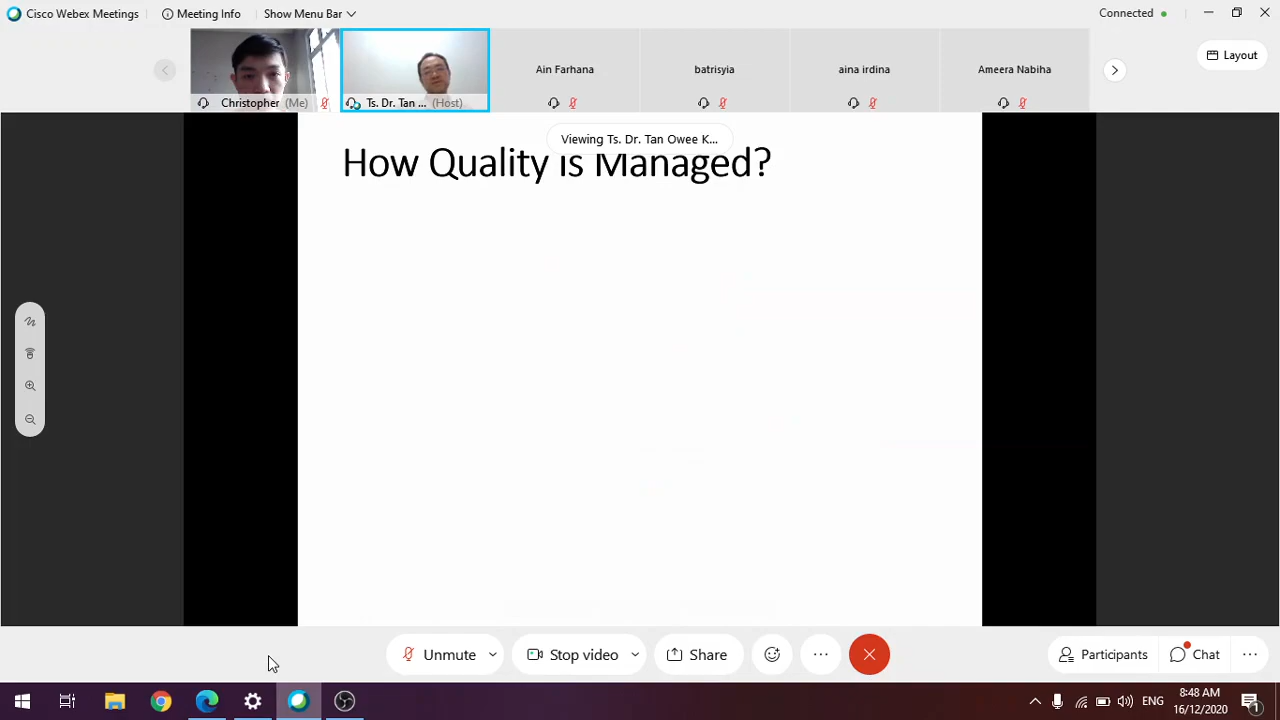 Cisco Webex Meetings
Meeting Info
Show Menu Bar
Connected
Christopher (Me)
Ts. Dr. Tan ... (Host)
Ain Farhana
batrisyia
aina irdina
Ameera Nabiha
Layout
Viewing Ts. Dr. Tan Owee K...
How Quality is Managed?
Unmute
Stop video
Share
Participants
Chat
ENG
8:48 AM
16/12/2020
1